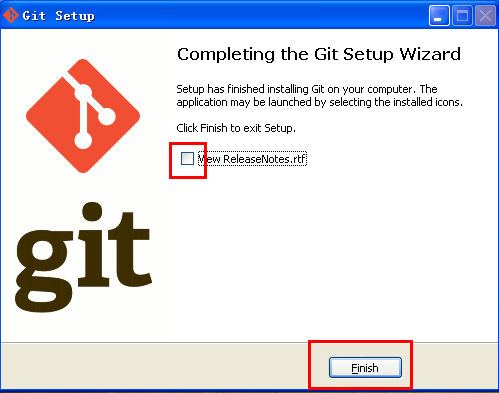 Git Setup
Completing the Git Setup Wizard
Setup has finished installing Git on your computer. The
application may be launched by selecting the installed icons.
Click Finish to exit Setup.
View ReleaseNotes.rtf
git
Finish